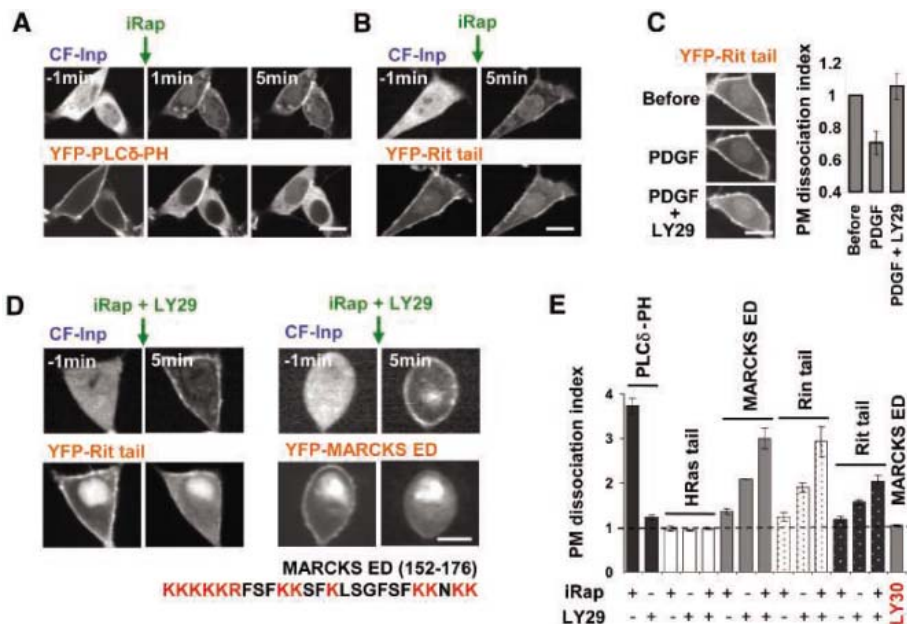 A
iRap
CF-Inp
-1min 1min 5min
YFP-PLCδ-PH
B
iRap
CF-Inp
-1min 5min
YFP-Rit tail
C
YFP-Rit tail
Before
PDGF
PDGF
+
LY29
PM dissociation index
1.2
1
0.8
0.6
0.4
Before
PDGF
PDGF + LY29
D
iRap + LY29
CF-Inp
-1min 5min
YFP-Rit tail
iRap + LY29
CF-Inp
-1min 5min
YFP-MARCKS ED
MARCKS ED (152-176)
KKKKKRFSFKKSFKLSGFSFKKNKK
E
PM dissociation index
4
3
2
1
0
PLCδ-PH
HRas tail
MARCKS ED
Rin tail
Rit tail
MARCKS ED
iRap + - + - + + - + + - + + - +
LY29 - + - + + - + + - + + - + +
LY30